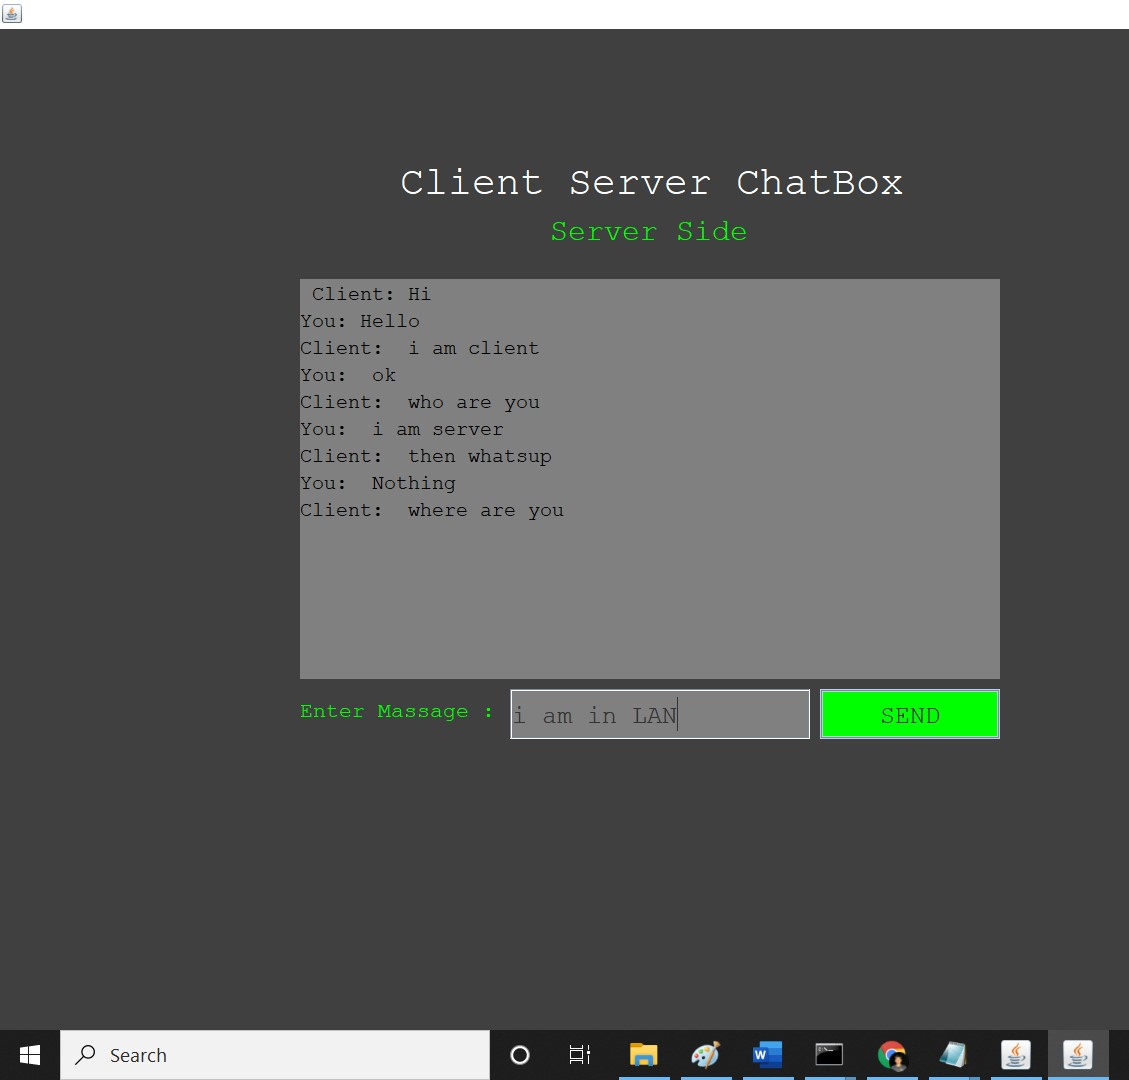 Client Server ChatBox
Server Side
Client: Hi
You: Hello
Client:  i am client
You:  ok
Client:  who are you
You:  i am server
Client:  then whatsup
You:  Nothing
Client:  where are you
Enter Massage : i am in LAN SEND
Search